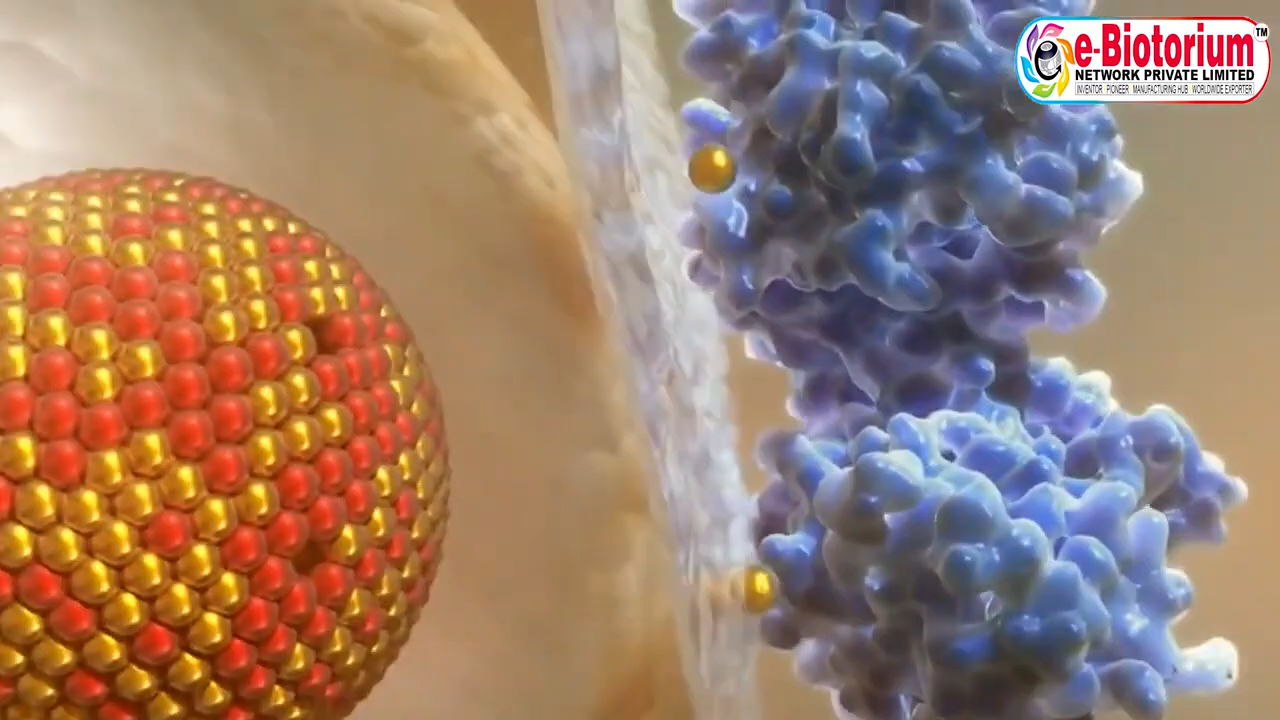 e-Biotorium™
NETWORK PRIVATE LIMITED
INVENTOR PIONEER MANUFACTURING HUB WORLDWIDE EXPORTER